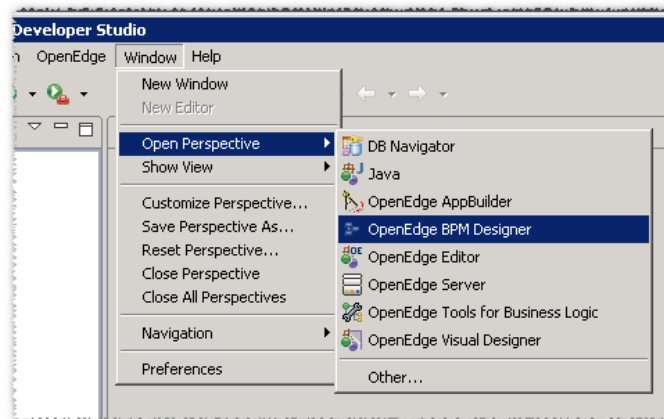 Developer Studio
OpenEdge Window Help
New Window
New Editor
Open Perspective
Show View
Customize Perspective...
Save Perspective As...
Reset Perspective...
Close Perspective
Close All Perspectives
Navigation
Preferences
DB Navigator
Java
OpenEdge AppBuilder
OpenEdge BPM Designer
OpenEdge Editor
OpenEdge Server
OpenEdge Tools for Business Logic
OpenEdge Visual Designer
Other...